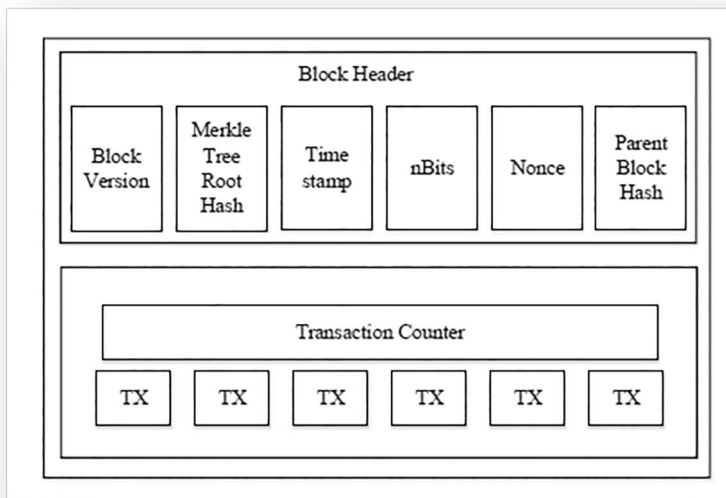 Block Header
Block
Version
Merkle
Tree
Root
Hash
Time
stamp
nBits
Nonce
Parent
Block
Hash
Transaction Counter
TX
TX
TX
TX
TX
TX